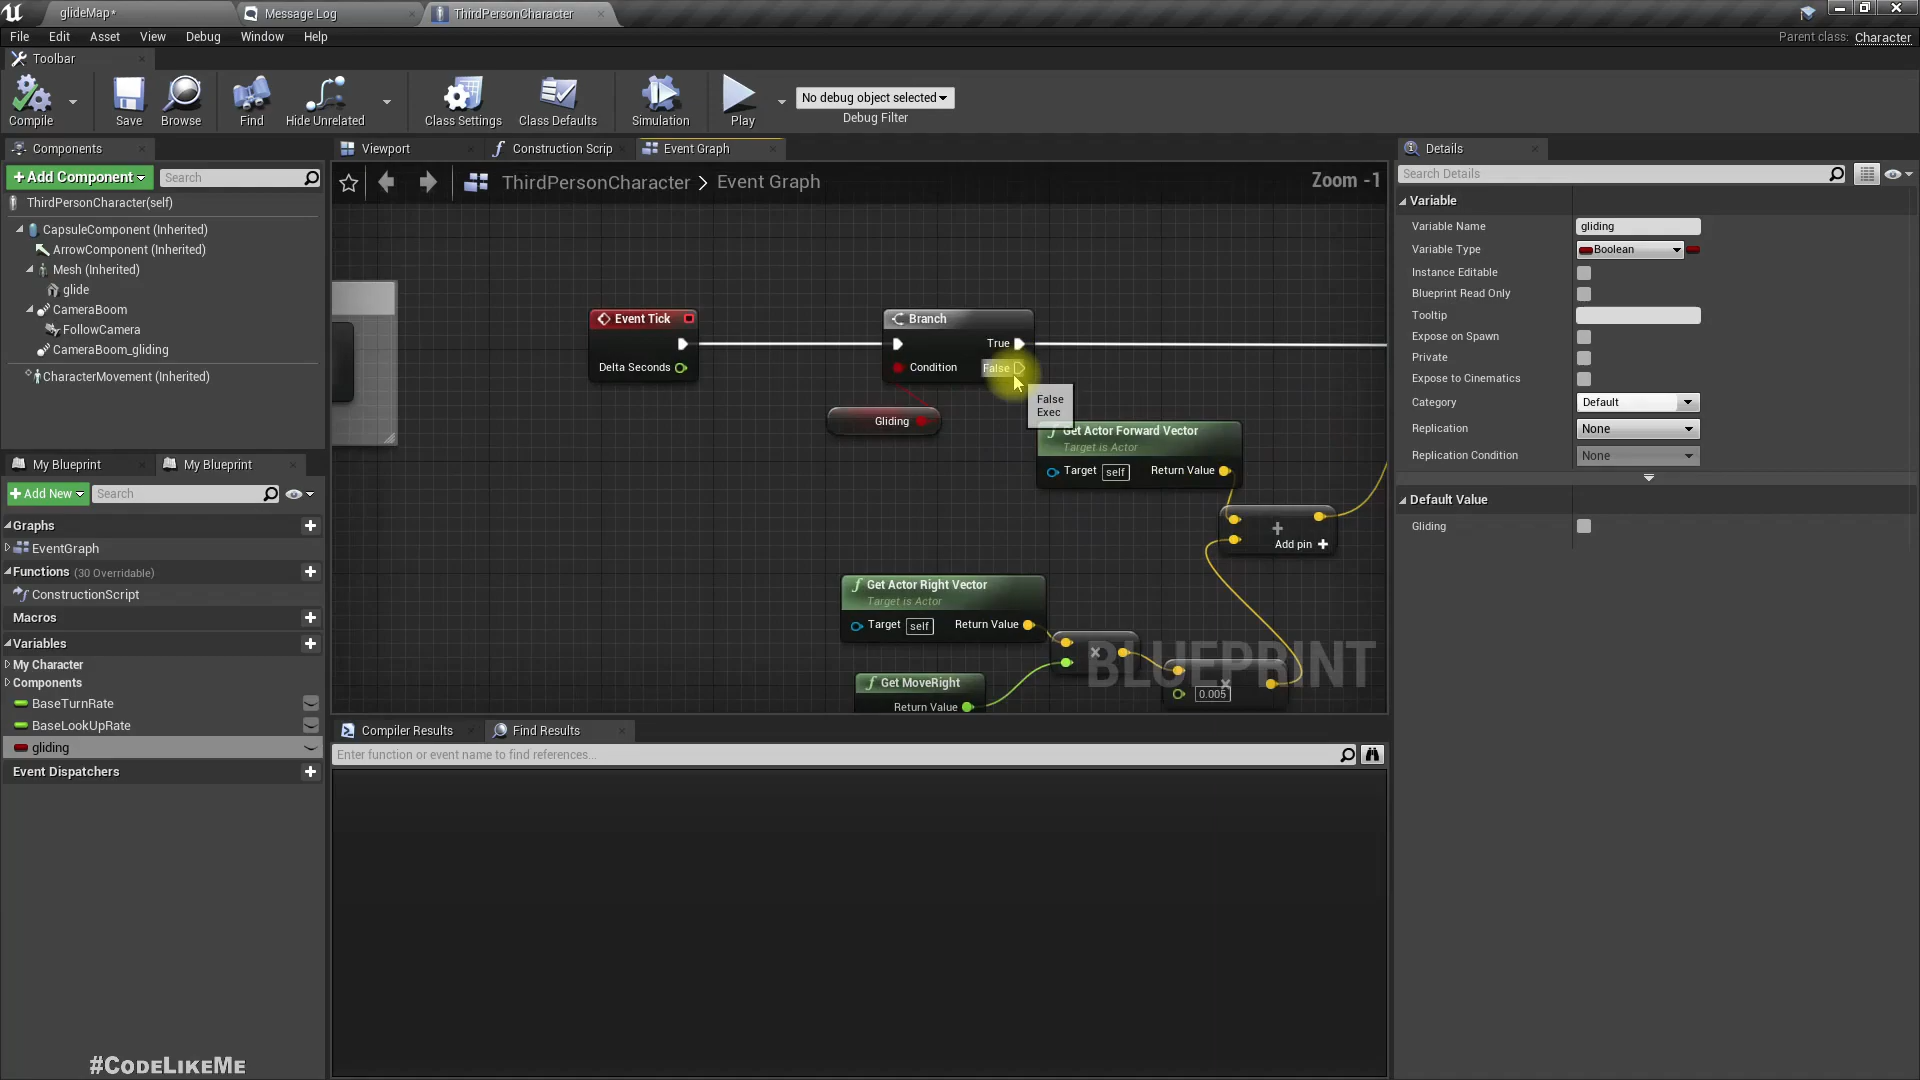 glideMap*
Message Log
ThirdPersonCharacter
File
Edit
Asset
View
Debug
Window
Help
Parent class:
Character
Toolbar
Compile
Save
Browse
Find
Hide Unrelated
Class Settings
Class Defaults
Simulation
Play
No debug object selected
Debug Filter
Components
Viewport
Construction Scrip
Event Graph
Details
+Add Component
Search
ThirdPersonCharacter > Event Graph
Zoom -1
Search Details
ThirdPersonCharacter(self)
CapsuleComponent (Inherited)
ArrowComponent (Inherited)
Mesh (Inherited)
glide
CameraBoom
FollowCamera
CameraBoom_gliding
CharacterMovement (Inherited)
Event Tick
Delta Seconds
Branch
True
Condition
False
False
Exec
Gliding
Get Actor Forward Vector
Target is Actor
Target
self
Return Value
Add pin
Get Actor Right Vector
Target is Actor
Target
self
Return Value
Get MoveRight
Return Value
0.005
BLUEPRINT
Variable
Variable Name
gliding
Variable Type
Boolean
Instance Editable
Blueprint Read Only
Tooltip
Expose on Spawn
Private
Expose to Cinematics
Category
Default
Replication
None
Replication Condition
None
Default Value
Gliding
My Blueprint
My Blueprint
+Add New
Search
Graphs
EventGraph
Functions (30 Overridable)
ConstructionScript
Macros
Variables
My Character
Components
BaseTurnRate
BaseLookUpRate
gliding
Event Dispatchers
Compiler Results
Find Results
Enter function or event name to find references...
#CodeLikeMe